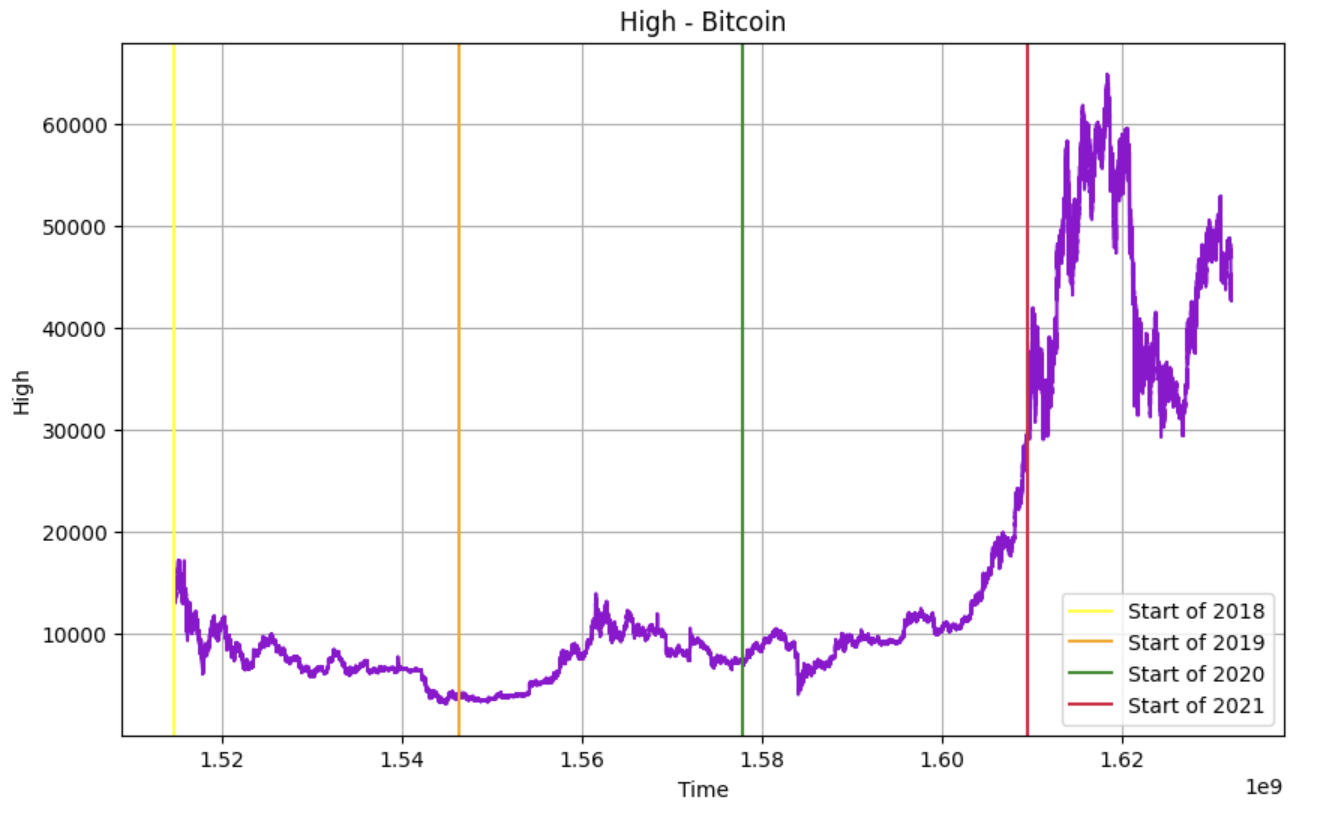 High - Bitcoin
High
60000
50000
40000
30000
20000
10000
Start of 2018
Start of 2019
Start of 2020
Start of 2021
1.52 1.54 1.56 1.58 1.60 1.62
1e9
Time